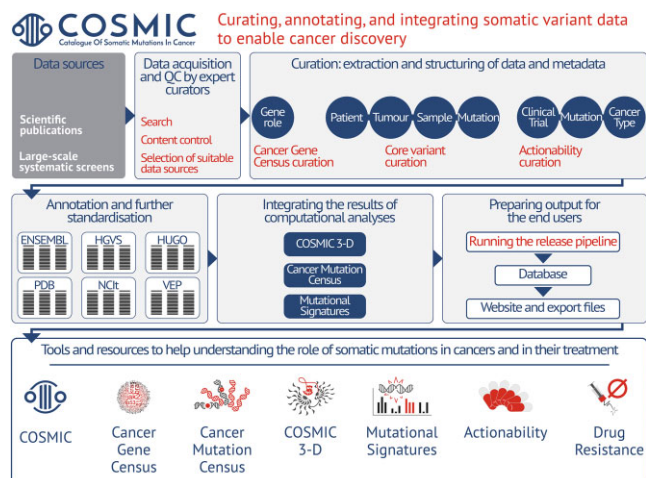 COSMIC
Catalogue Of Somatic Mutations In Cancer
Curating, annotating, and integrating somatic variant data
to enable cancer discovery
Data sources
Scientific
publications
Large-scale
systematic screens
Data acquisition
and QC by expert
curators
Search
Content control
Selection of suitable
data sources
Curation: extraction and structuring of data and metadata
Gene
role
Cancer Gene
Census curation
Patient
Tumour
Sample
Mutation
Core variant
curation
Clinical
Trial
Mutation
Cancer
Type
Actionability
curation
Annotation and further
standardisation
ENSEMBL
HGVS
HUGO
PDB
NCIt
VEP
Integrating the results of
computational analyses
COSMIC 3-D
Cancer Mutation
Census
Mutational
Signatures
Preparing output for
the end users
Running the release pipeline
Database
Website and export files
Tools and resources to help understanding the role of somatic mutations in cancers and in their treatment
COSMIC
Cancer
Gene
Census
Cancer
Mutation
Census
COSMIC
3-D
Mutational
Signatures
Actionability
Drug
Resistance